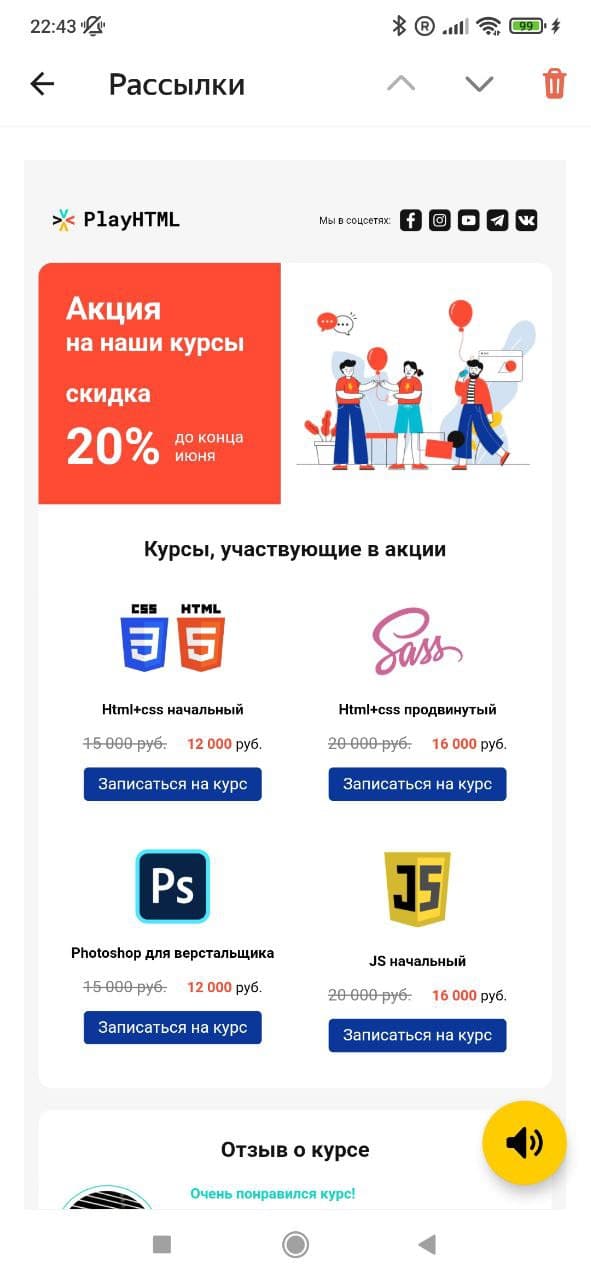 22:43
99
Рассылки
PlayHTML
Мы в соцсетях:
Акция
на наши курсы
скидка
20% до конца
июня
Курсы, участвующие в акции
CSS HTML
3 5
Sass
Html+css начальный
Html+css продвинутый
15 000 руб. 12 000 руб.
20 000 руб. 16 000 руб.
Записаться на курс
Записаться на курс
Ps
JS
Photoshop для верстальщика
JS начальный
15 000 руб. 12 000 руб.
20 000 руб. 16 000 руб.
Записаться на курс
Записаться на курс
Отзыв о курсе
Очень понравился курс!